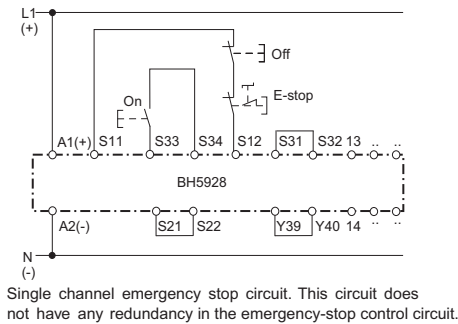 L1
(+)
Off
E-stop
On
A1(+) S11 S33 S34 S12 S31 S32 13 .. ..
BH5928
A2(-) S21 S22 Y39 Y40 14 .. ..
N
(-)
Single channel emergency stop circuit. This circuit does
not have any redundancy in the emergency-stop control circuit.